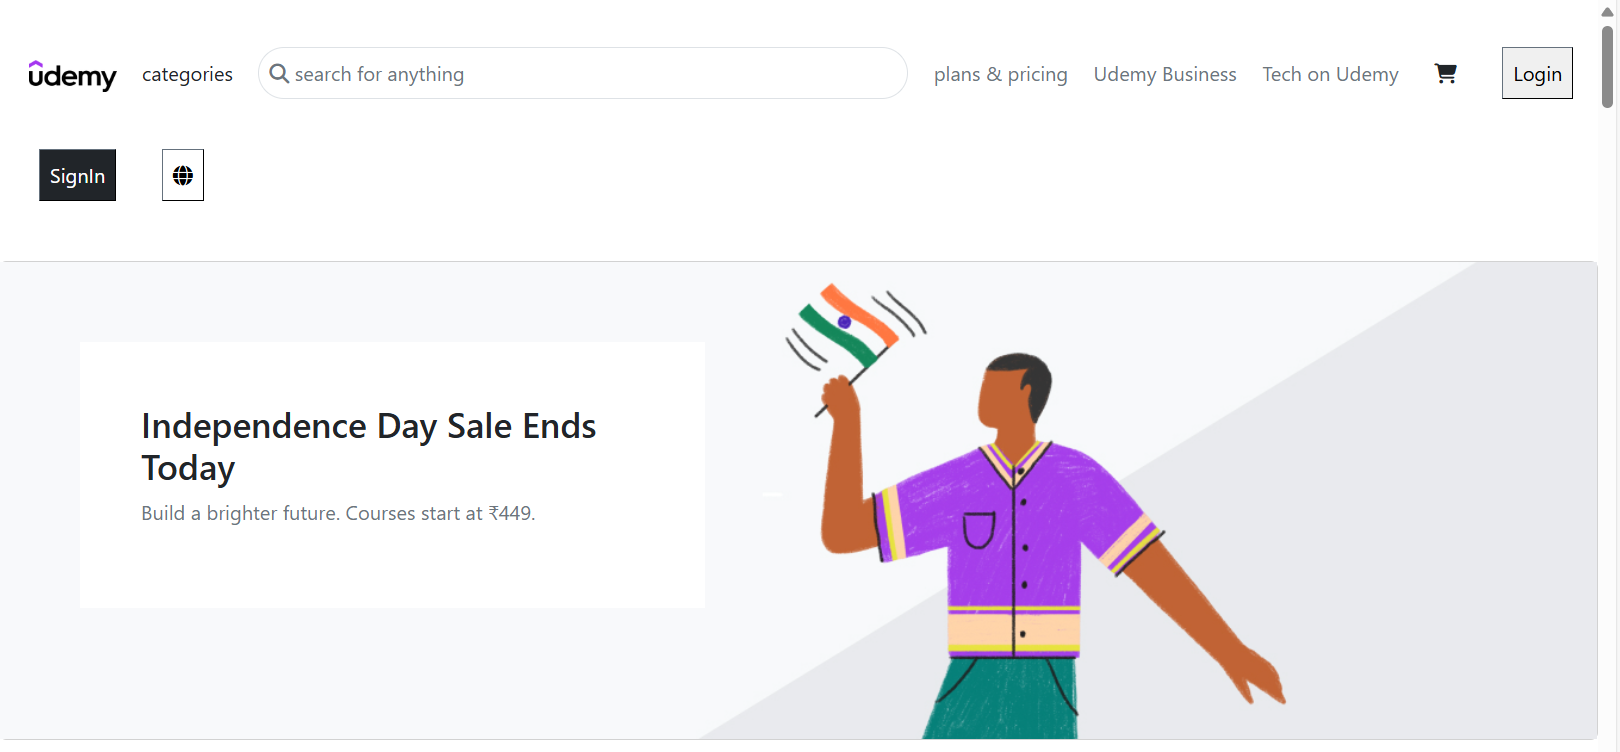 udemy categories search for anything plans & pricing Udemy Business Tech on Udemy Login
SignIn
Independence Day Sale Ends
Today
Build a brighter future. Courses start at ₹449.